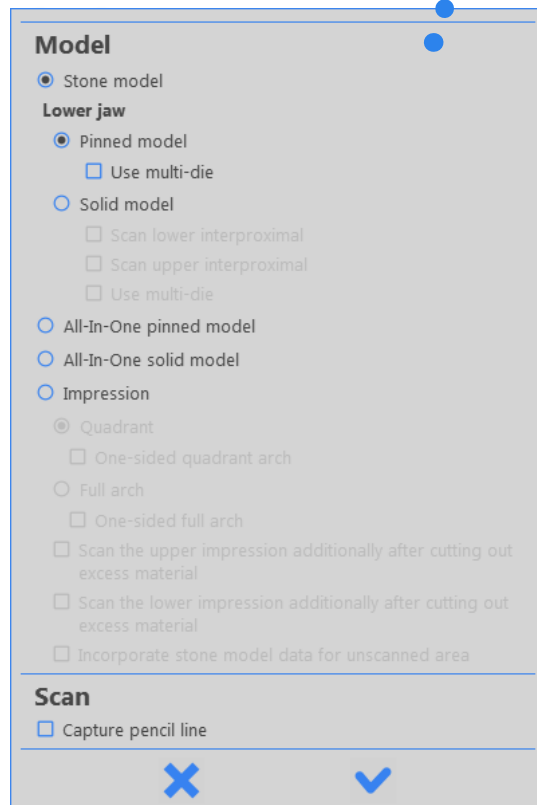 Model
Stone model
Lower jaw
Pinned model
Use multi-die
Solid model
Scan lower interproximal
Scan upper interproximal
Use multi-die
All-In-One pinned model
All-In-One solid model
Impression
Quadrant
One-sided quadrant arch
Full arch
One-sided full arch
Scan the upper impression additionally after cutting out
excess material
Scan the lower impression additionally after cutting out
excess material
Incorporate stone model data for unscanned area
Scan
Capture pencil line